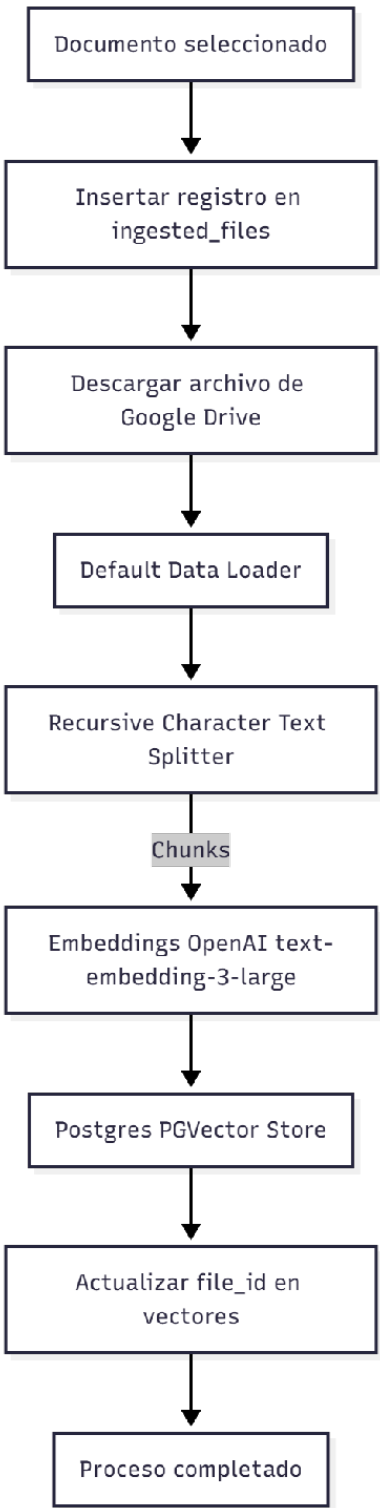 Documento seleccionado
Insertar registro en
ingested_files
Descargar archivo de
Google Drive
Default Data Loader
Recursive Character Text
Splitter
Chunks
Embeddings OpenAI text-
embedding-3-large
Postgres PGVector Store
Actualizar file_id en
vectores
Proceso completado